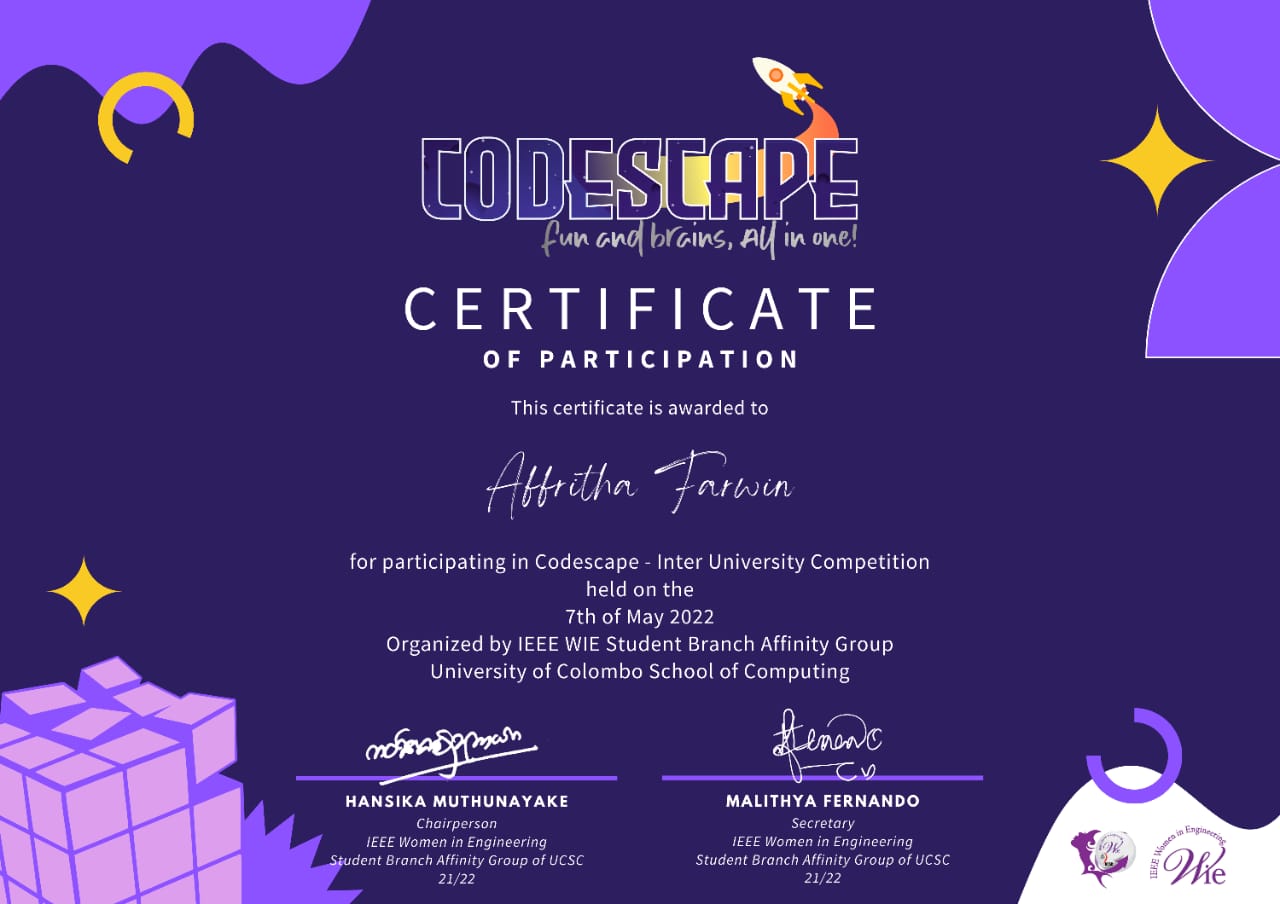 CODESCAPE
fun and brains, All in one!
CERTIFICATE
OF PARTICIPATION
This certificate is awarded to
Affritha Farwin
for participating in Codescape - Inter University Competition
held on the
7th of May 2022
Organized by IEEE WIE Student Branch Affinity Group
University of Colombo School of Computing
HANSIKA MUTHUNAYAKE
Chairperson
IEEE Women in Engineering
Student Branch Affinity Group of UCSC
21/22
MALITHYA FERNANDO
Secretary
IEEE Women in Engineering
Student Branch Affinity Group of UCSC
21/22
IEEE Women in Engineering
Wie